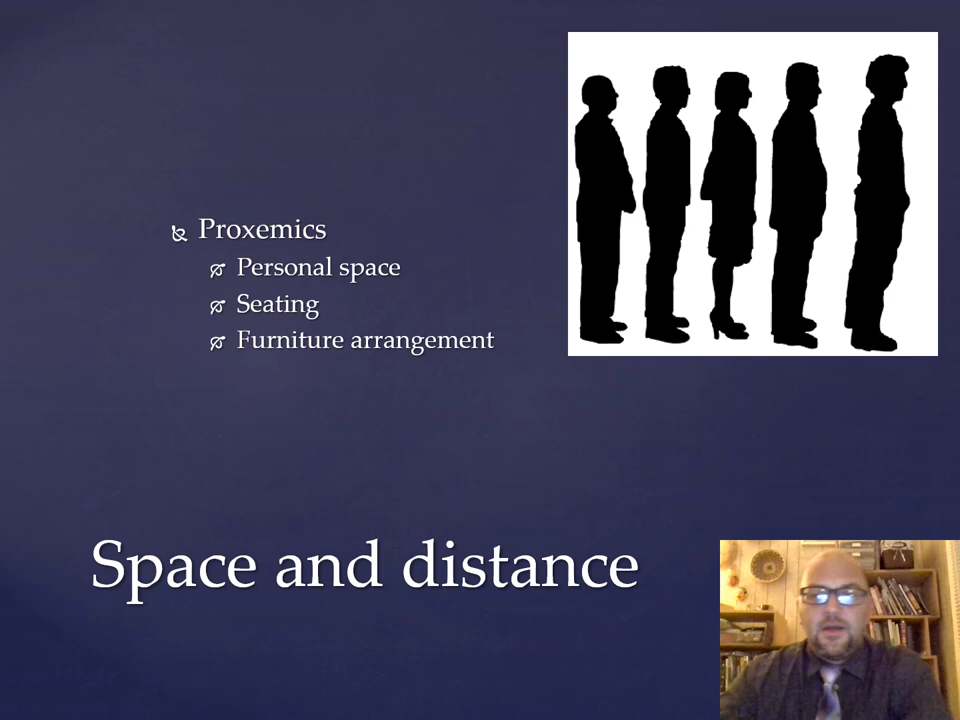 Proxemics
Personal space
Seating
Furniture arrangement
Space and distance